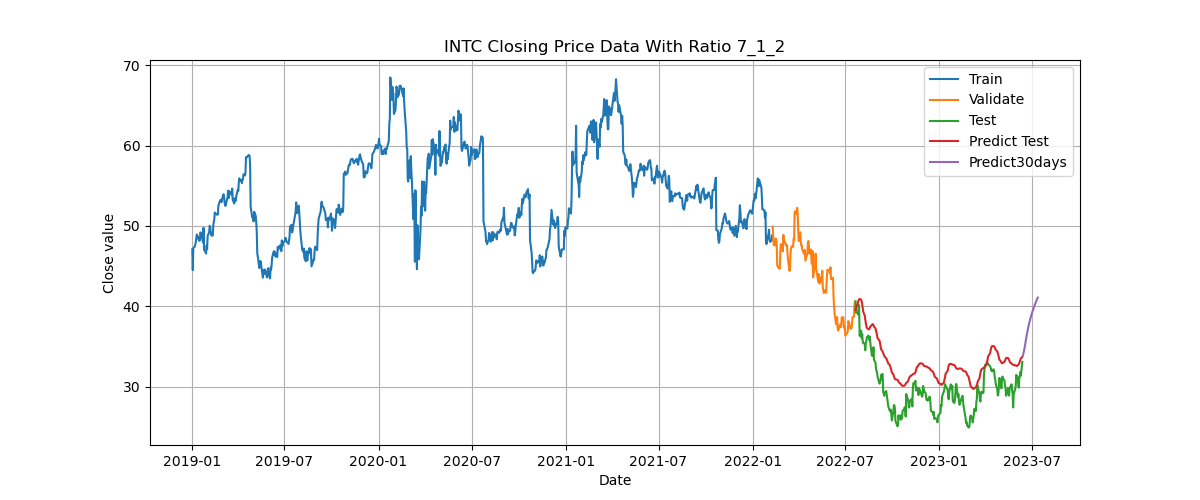 INTC Closing Price Data With Ratio 7_1_2
70
60
50
40
30
Close value
Train
Validate
Test
Predict Test
Predict30days
2019-01 2019-07 2020-01 2020-07 2021-01 2021-07 2022-01 2022-07 2023-01 2023-07
Date